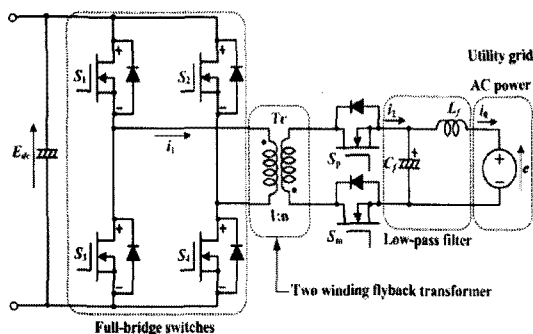 Utility grid
AC power
S1
S2
Tr
i1
i2
Lf
io
Edc
Sp
Cf
e
1:n
Sm
Low-pass filter
S3
S4
Two winding flyback transformer
Full-bridge switches